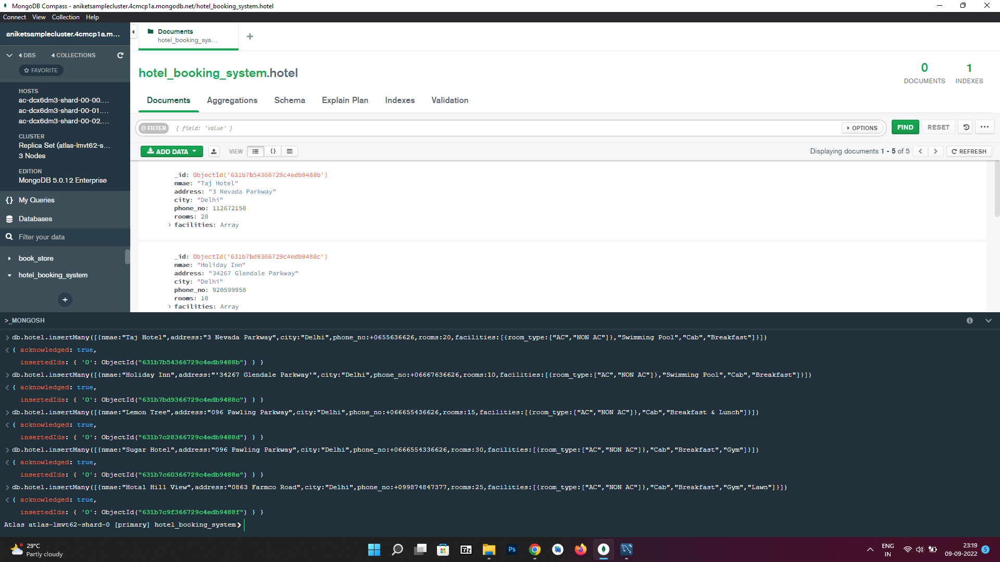 MongoDB Compass - aniketsamplecluster.4cmcp1a.mongodb.net/hotel_booking_system.hotel
Connect View Collection Help
aniketsamplecluster.4cmcp1a.m...
4 DBS 4 COLLECTIONS
FAVORITE
HOSTS
ac-dcx6dm3-shard-00-00....
ac-dcx6dm3-shard-00-01....
ac-dcx6dm3-shard-00-02....
CLUSTER
Replica Set (atlas-lmvt62-s...
3 Nodes
EDITION
MongoDB 5.0.12 Enterprise
{} My Queries
Databases
Filter your data
book_store
hotel_booking_system
+
Documents
hotel_booking_sys...
+
hotel_booking_system.hotel
0
DOCUMENTS
1
INDEXES
Documents Aggregations Schema Explain Plan Indexes Validation
FILTER { field: 'value' } OPTIONS FIND RESET ...
ADD DATA VIEW {} Displaying documents 1 - 5 of 5 < > REFRESH
_id: ObjectId('631b7b54366729c4edb9488b')
nmae: "Taj Hotel"
address: "3 Nevada Parkway"
city: "Delhi"
phone_no: 112672150
rooms: 20
> facilities: Array
_id: ObjectId('631b7bd9366729c4edb9488c')
nmae: "Holiday Inn"
address: "34267 Glendale Parkway"
city: "Delhi"
phone_no: 920599958
rooms: 10
> facilities: Array
>_MONGOSH
> db.hotel.insertMany([{nmae:"Taj Hotel",address:"3 Nevada Parkway",city:"Delhi",phone_no:+0655636626,rooms:20,facilities:[{room_type:["AC","NON AC"]},"Swimming Pool","Cab","Breakfast"]}])
< { acknowledged: true,
insertedIds: { '0': ObjectId("631b7b54366729c4edb9488b") } }
> db.hotel.insertMany([{nmae:"Holiday Inn",address:"'34267 Glendale Parkway'",city:"Delhi",phone_no:+06667636626,rooms:10,facilities:[{room_type:["AC","NON AC"]},"Swimming Pool","Cab","Breakfast"]}])
< { acknowledged: true,
insertedIds: { '0': ObjectId("631b7bd9366729c4edb9488c") } }
> db.hotel.insertMany([{nmae:"Lemon Tree",address:"096 Pawling Parkway",city:"Delhi",phone_no:+066655436626,rooms:15,facilities:[{room_type:["AC","NON AC"]},"Cab","Breakfast & Lunch"]}])
< { acknowledged: true,
insertedIds: { '0': ObjectId("631b7c28366729c4edb9488d") } }
> db.hotel.insertMany([{nmae:"Sugar Hotel",address:"096 Pawling Parkway",city:"Delhi",phone_no:+0666554336626,rooms:30,facilities:[{room_type:["AC","NON AC"]},"Cab","Breakfast","Gym"]}])
< { acknowledged: true,
insertedIds: { '0': ObjectId("631b7c60366729c4edb9488e") } }
> db.hotel.insertMany([{nmae:"Hotal Hill View",address:"0863 Farmco Road",city:"Delhi",phone_no:+099874847377,rooms:25,facilities:[{room_type:["AC","NON AC"]},"Cab","Breakfast","Gym","Lawn"]}])
< { acknowledged: true,
insertedIds: { '0': ObjectId("631b7c9f366729c4edb9488f") } }
Atlas atlas-lmvt62-shard-0 [primary] hotel_booking_system>
29°C
Partly cloudy
7z
Ps
ENG
IN
23:19
09-09-2022
5